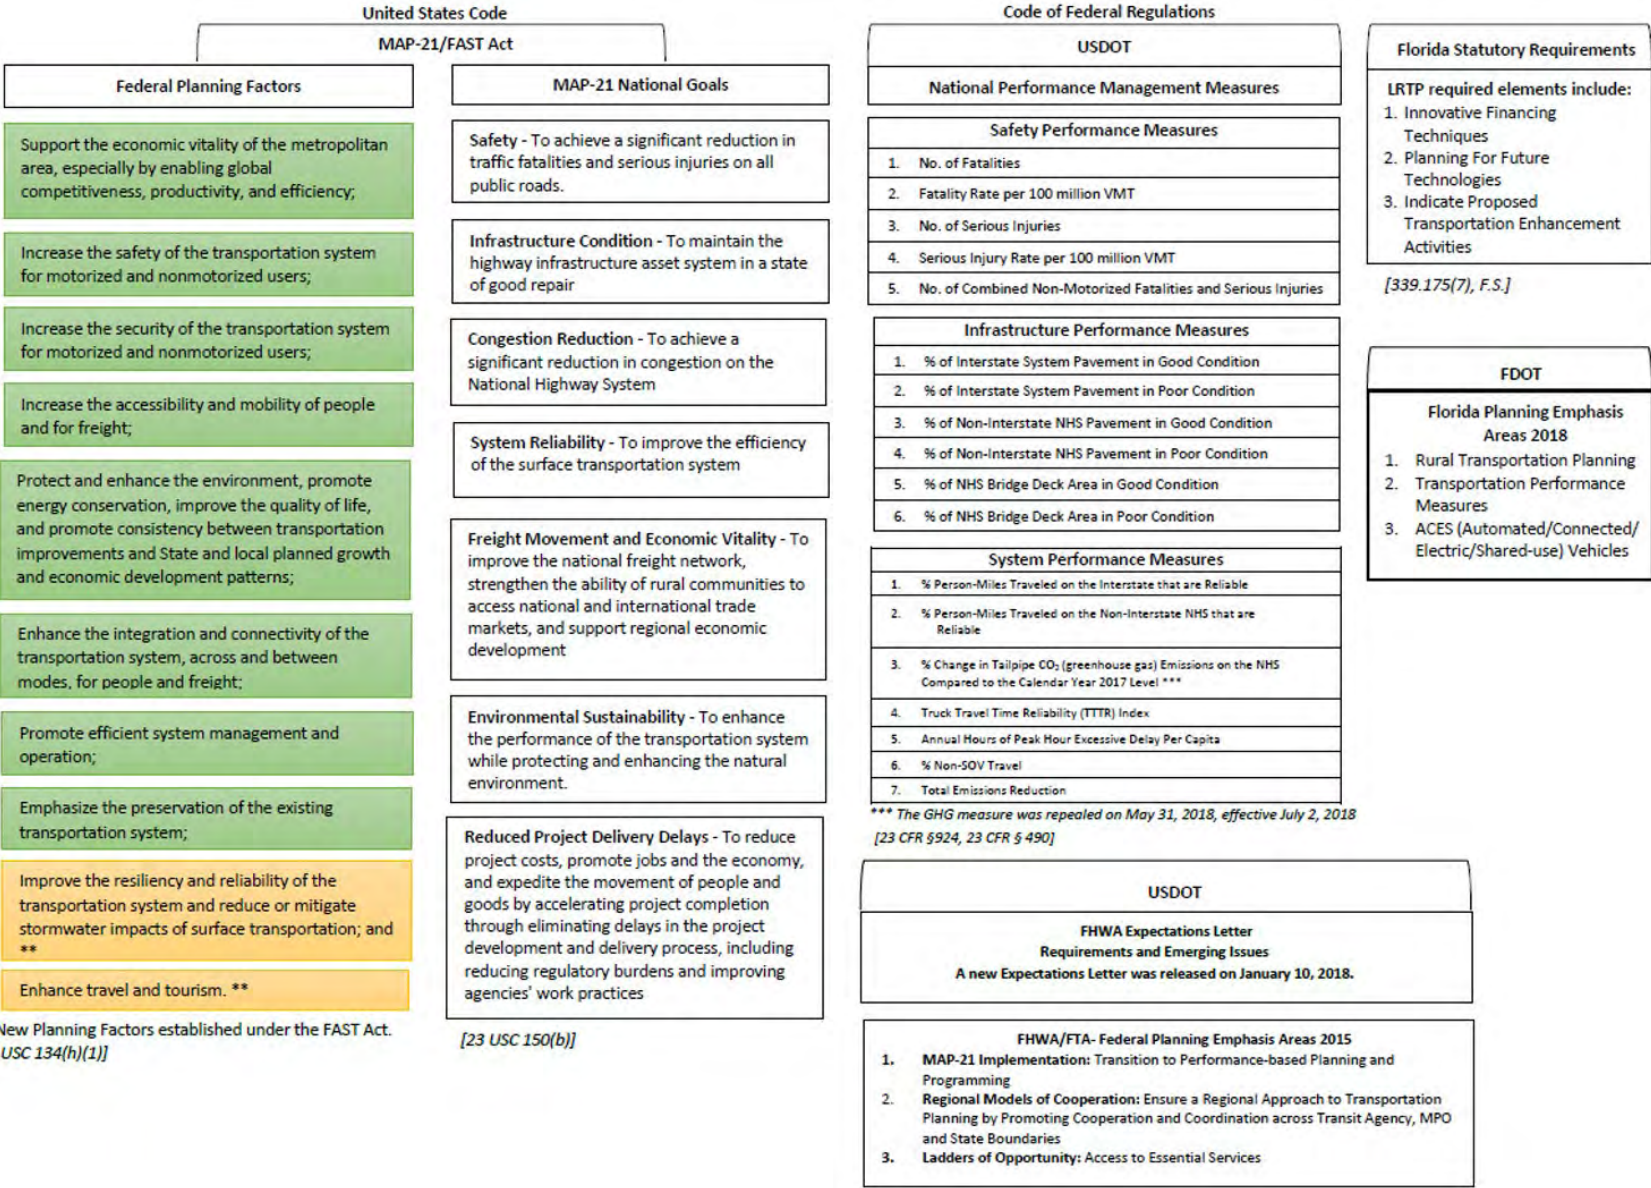 United States Code
MAP-21/FAST Act
Federal Planning Factors
Support the economic vitality of the metropolitan
area, especially by enabling global
competitiveness, productivity, and efficiency;
Increase the safety of the transportation system
for motorized and nonmotorized users;
Increase the security of the transportation system
for motorized and nonmotorized users;
Increase the accessibility and mobility of people
and for freight;
Protect and enhance the environment, promote
energy conservation, improve the quality of life,
and promote consistency between transportation
improvements and State and local planned growth
and economic development patterns;
Enhance the integration and connectivity of the
transportation system, across and between
modes, for people and freight;
Promote efficient system management and
operation;
Emphasize the preservation of the existing
transportation system;
Improve the resiliency and reliability of the
transportation system and reduce or mitigate
stormwater impacts of surface transportation; and
**
Enhance travel and tourism. **
New Planning Factors established under the FAST Act.
USC 134(h)(1)]
MAP-21 National Goals
Safety - To achieve a significant reduction in
traffic fatalities and serious injuries on all
public roads.
Infrastructure Condition - To maintain the
highway infrastructure asset system in a state
of good repair
Congestion Reduction - To achieve a
significant reduction in congestion on the
National Highway System
System Reliability - To improve the efficiency
of the surface transportation system
Freight Movement and Economic Vitality - To
improve the national freight network,
strengthen the ability of rural communities to
access national and international trade
markets, and support regional economic
development
Environmental Sustainability - To enhance
the performance of the transportation system
while protecting and enhancing the natural
environment.
Reduced Project Delivery Delays - To reduce
project costs, promote jobs and the economy,
and expedite the movement of people and
goods by accelerating project completion
through eliminating delays in the project
development and delivery process, including
reducing regulatory burdens and improving
agencies' work practices
[23 USC 150(b)]
Code of Federal Regulations
USDOT
National Performance Management Measures
Safety Performance Measures
1. No. of Fatalities
2. Fatality Rate per 100 million VMT
3. No. of Serious Injuries
4. Serious Injury Rate per 100 million VMT
5. No. of Combined Non-Motorized Fatalities and Serious Injuries
Infrastructure Performance Measures
1. % of Interstate System Pavement in Good Condition
2. % of Interstate System Pavement in Poor Condition
3. % of Non-Interstate NHS Pavement in Good Condition
4. % of Non-Interstate NHS Pavement in Poor Condition
5. % of NHS Bridge Deck Area in Good Condition
6. % of NHS Bridge Deck Area in Poor Condition
System Performance Measures
1. % Person-Miles Traveled on the Interstate that are Reliable
2. % Person-Miles Traveled on the Non-Interstate NHS that are
Reliable
3. % Change in Tailpipe CO₂ (greenhouse gas) Emissions on the NHS
Compared to the Calendar Year 2017 Level ***
4. Truck Travel Time Reliability (TTTR) Index
5. Annual Hours of Peak Hour Excessive Delay Per Capita
6. % Non-SOV Travel
7. Total Emissions Reduction
*** The GHG measure was repealed on May 31, 2018, effective July 2, 2018
[23 CFR §924, 23 CFR § 490]
USDOT
FHWA Expectations Letter
Requirements and Emerging Issues
A new Expectations Letter was released on January 10, 2018.
FHWA/FTA- Federal Planning Emphasis Areas 2015
1. MAP-21 Implementation: Transition to Performance-based Planning and
Programming
2. Regional Models of Cooperation: Ensure a Regional Approach to Transportation
Planning by Promoting Cooperation and Coordination across Transit Agency, MPO
and State Boundaries
3. Ladders of Opportunity: Access to Essential Services
Florida Statutory Requirements
LRTP required elements include:
1. Innovative Financing
Techniques
2. Planning For Future
Technologies
3. Indicate Proposed
Transportation Enhancement
Activities
[339.175(7), F.S.]
FDOT
Florida Planning Emphasis
Areas 2018
1. Rural Transportation Planning
2. Transportation Performance
Measures
3. ACES (Automated/Connected/
Electric/Shared-use) Vehicles